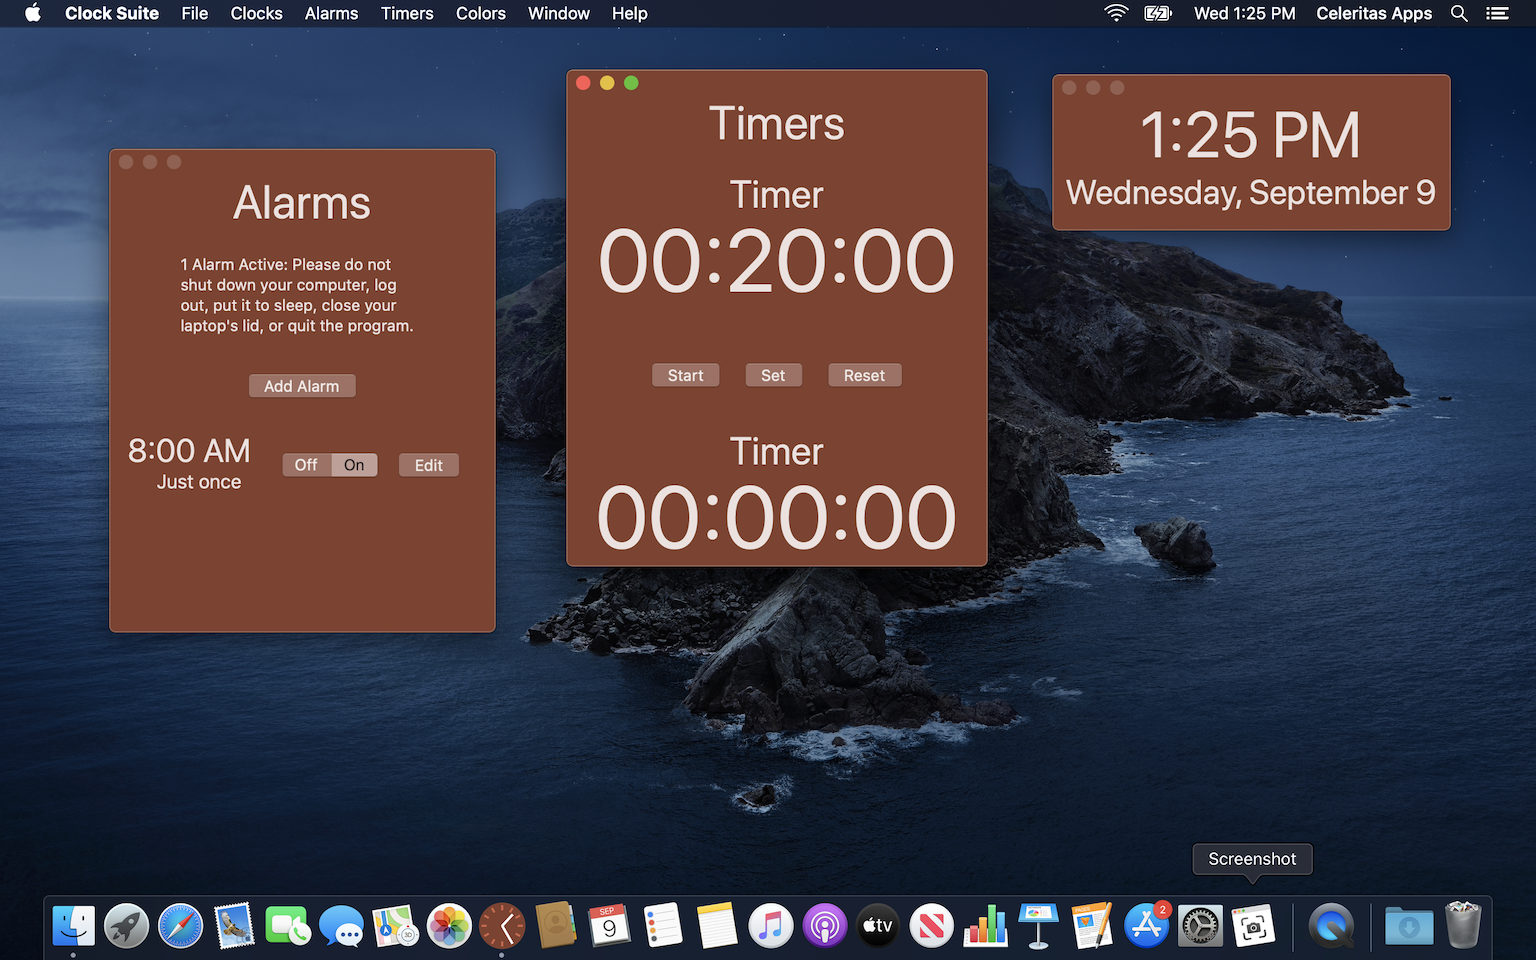 Clock Suite File Clocks Alarms Timers Colors Window Help Wed 1:25 PM Celeritas Apps
Alarms
1 Alarm Active: Please do not
shut down your computer, log
out, put it to sleep, close your
laptop's lid, or quit the program.
Add Alarm
8:00 AM
Just once
Off On Edit
Timers
Timer
00:20:00
Start Set Reset
Timer
00:00:00
1:25 PM
Wednesday, September 9
Screenshot
SEP
9
tv
2